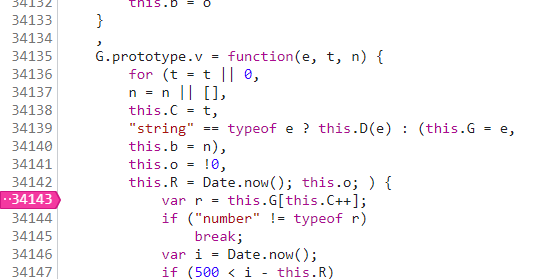 34132 this.b = o
34133 }
34134 ,
34135 G.prototype.v = function(e, t, n) {
34136 for (t = t || 0,
34137 n = n || [],
34138 this.C = t,
34139 "string" == typeof e ? this.D(e) : (this.G = e,
34140 this.b = n),
34141 this.o = !0,
34142 this.R = Date.now(); this.o; ) {
34143 var r = this.G[this.C++];
34144 if ("number" != typeof r)
34145 break;
34146 var i = Date.now();
34147 if (500 < i - this.R)